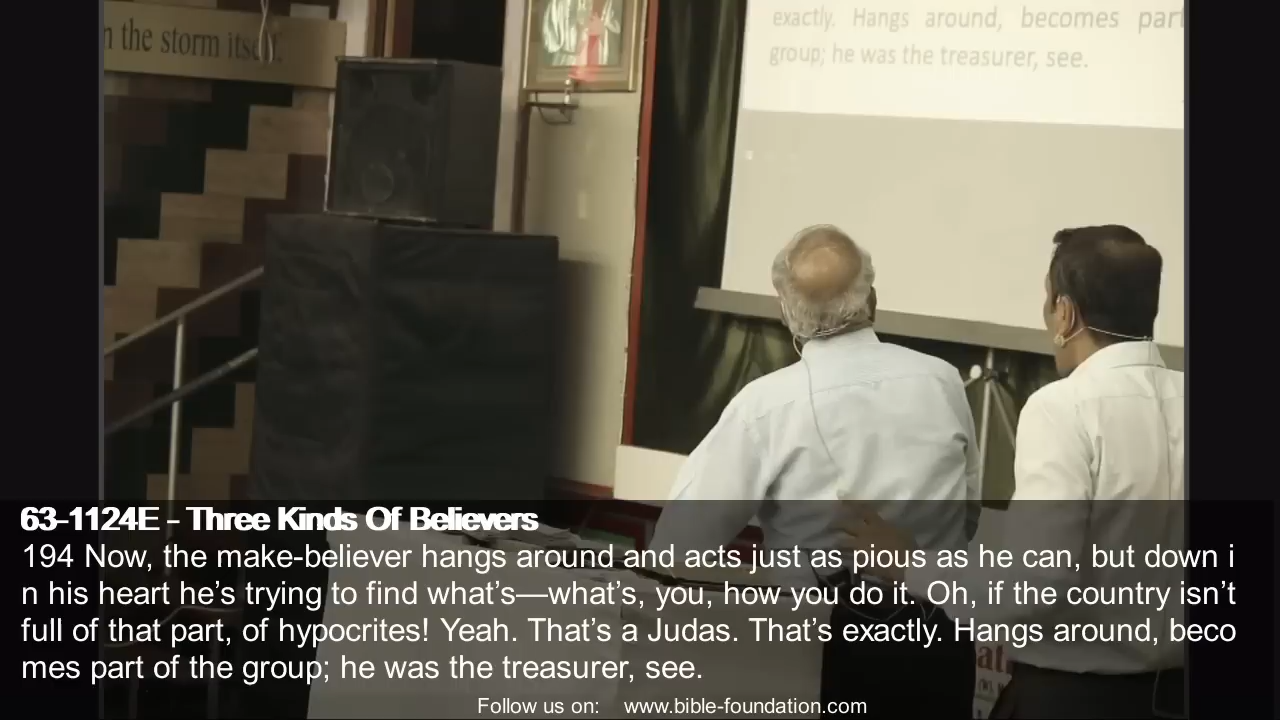 n the storm itself.
exactly. Hangs around, becomes part
group; he was the treasurer, see.
63-1124E - Three Kinds Of Believers
194 Now, the make-believer hangs around and acts just as pious as he can, but down i
n his heart he’s trying to find what’s—what’s, you, how you do it. Oh, if the country isn’t
full of that part, of hypocrites! Yeah. That’s a Judas. That’s exactly. Hangs around, beco
mes part of the group; he was the treasurer, see.
Follow us on: www.bible-foundation.com